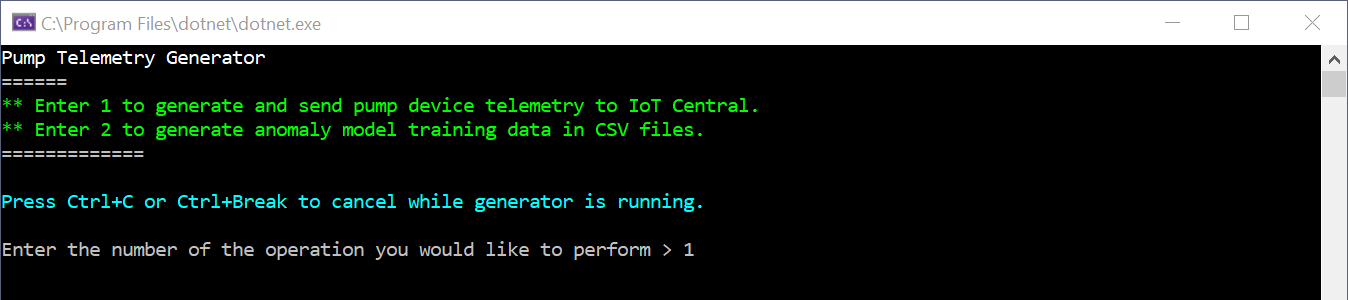 C:\Program Files\dotnet\dotnet.exe
Pump Telemetry Generator
======
** Enter 1 to generate and send pump device telemetry to IoT Central.
** Enter 2 to generate anomaly model training data in CSV files.
=============
Press Ctrl+C or Ctrl+Break to cancel while generator is running.
Enter the number of the operation you would like to perform > 1